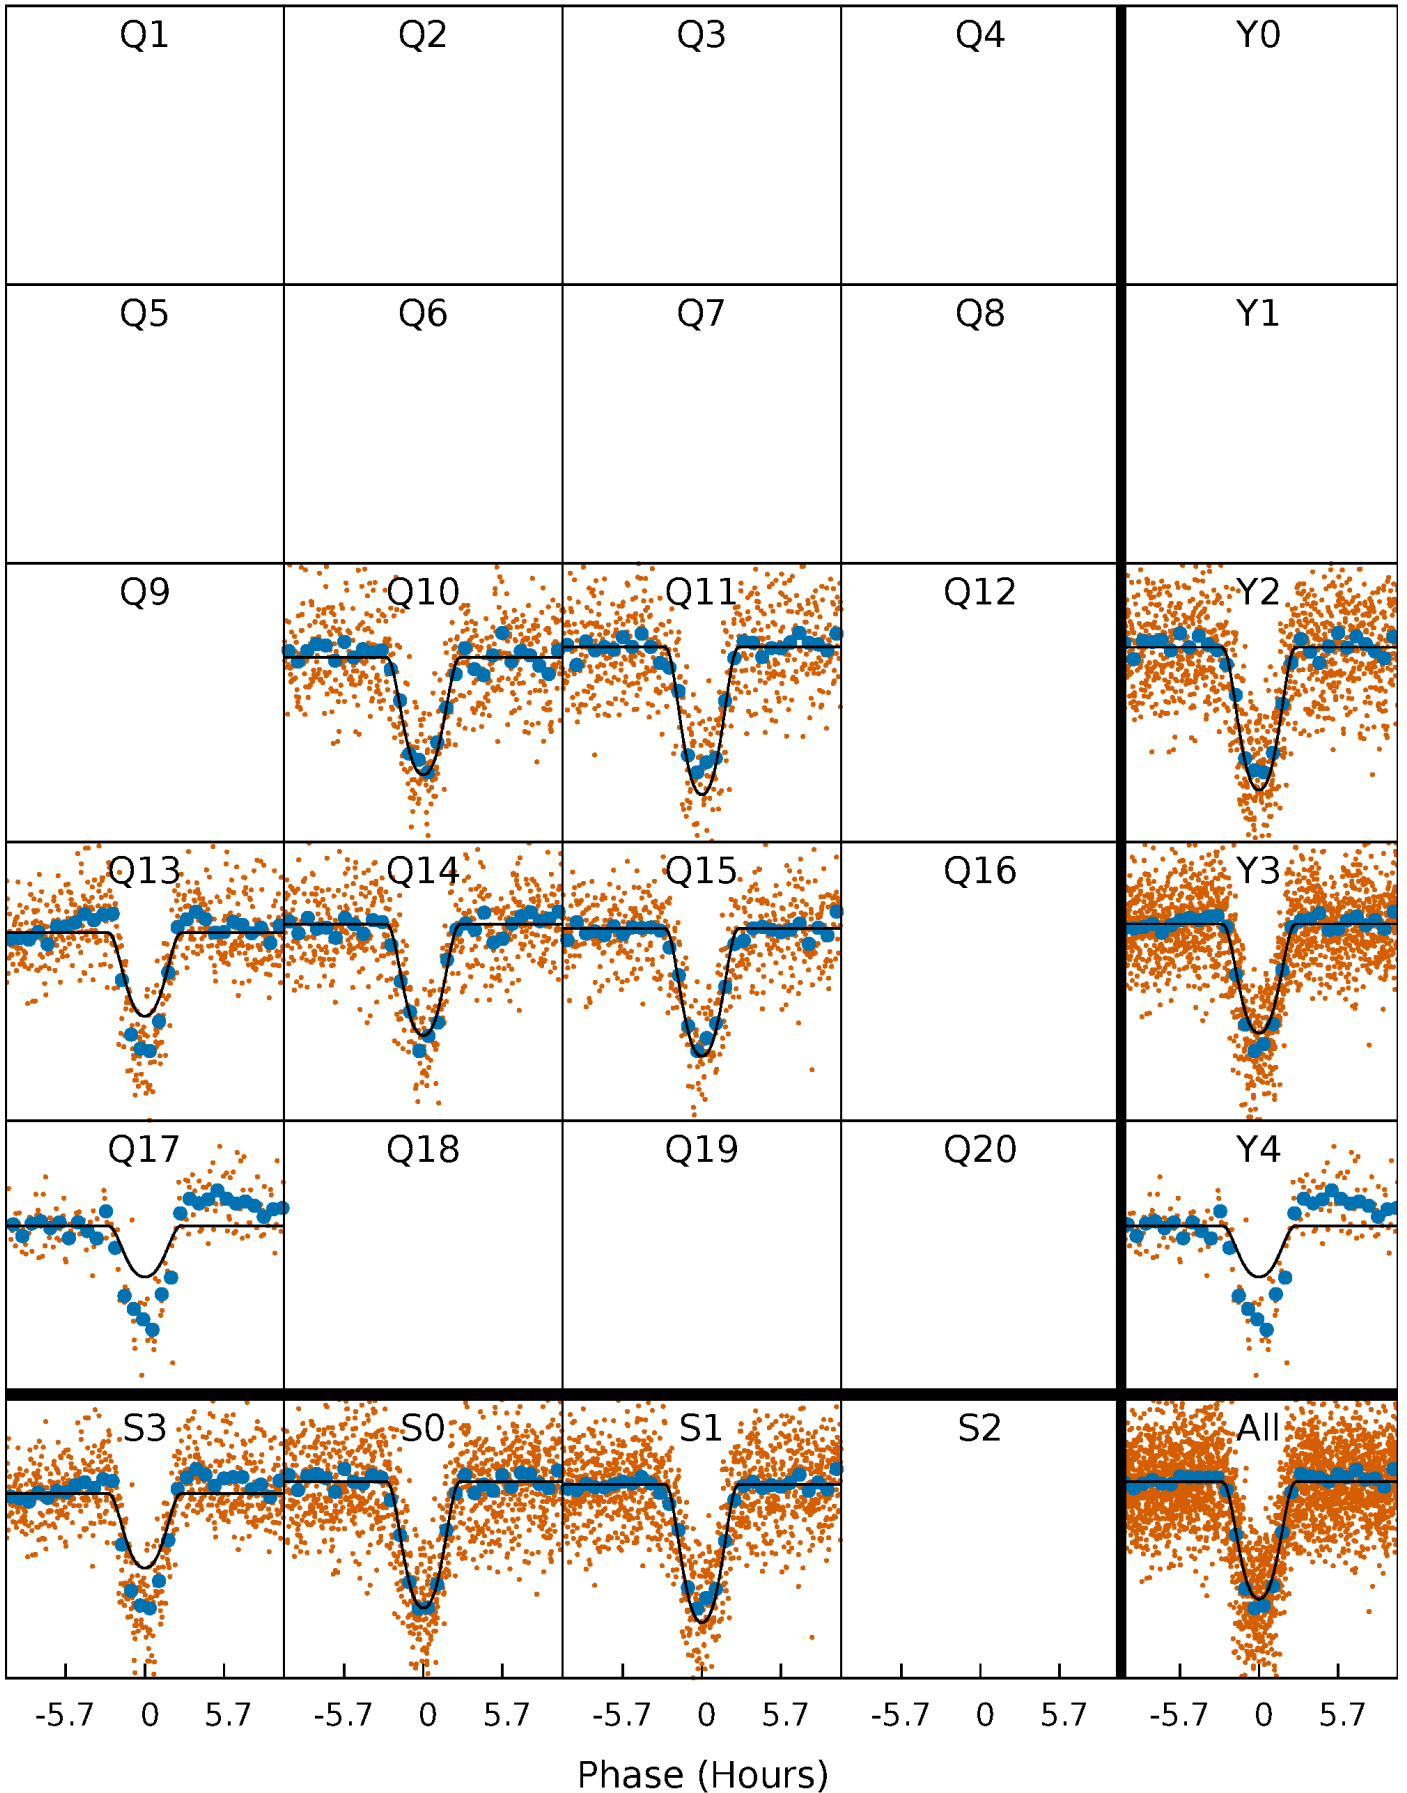 Q1 Q2 Q3 Q4 Y0
Q5 Q6 Q7 Q8 Y1
Q9 Q10 Q11 Q12 Y2
Q13 Q14 Q15 Q16 Y3
Q17 Q18 Q19 Q20 Y4
S3 S0 S1 S2 All
-5.7 0 5.7 -5.7 0 5.7 -5.7 0 5.7 -5.7 0 5.7 -5.7 0 5.7
Phase (Hours)